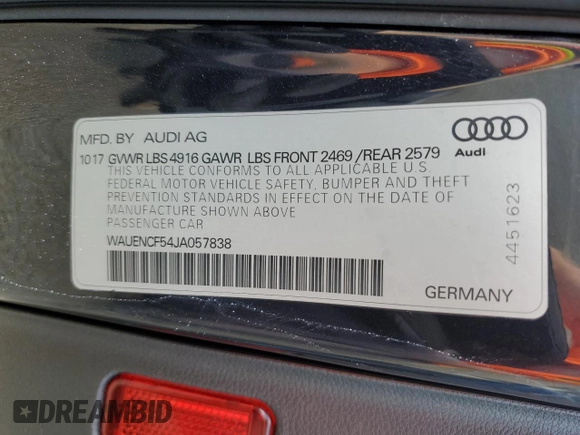 MFD. BY AUDI AG
10 17 GVWR LBS 4916 GAWR LBS FRONT 2469 /REAR 2579
THIS VEHICLE CONFORMS TO ALL APPLICABLE U.S.
FEDERAL MOTOR VEHICLE SAFETY, BUMPER AND THEFT
PREVENTION STANDARDS IN EFFECT ON THE DATE OF
MANUFACTURE SHOWN ABOVE
PASSENGER CAR
WAUENCF54JA057838
Audi
4451623
GERMANY
DREAMBID